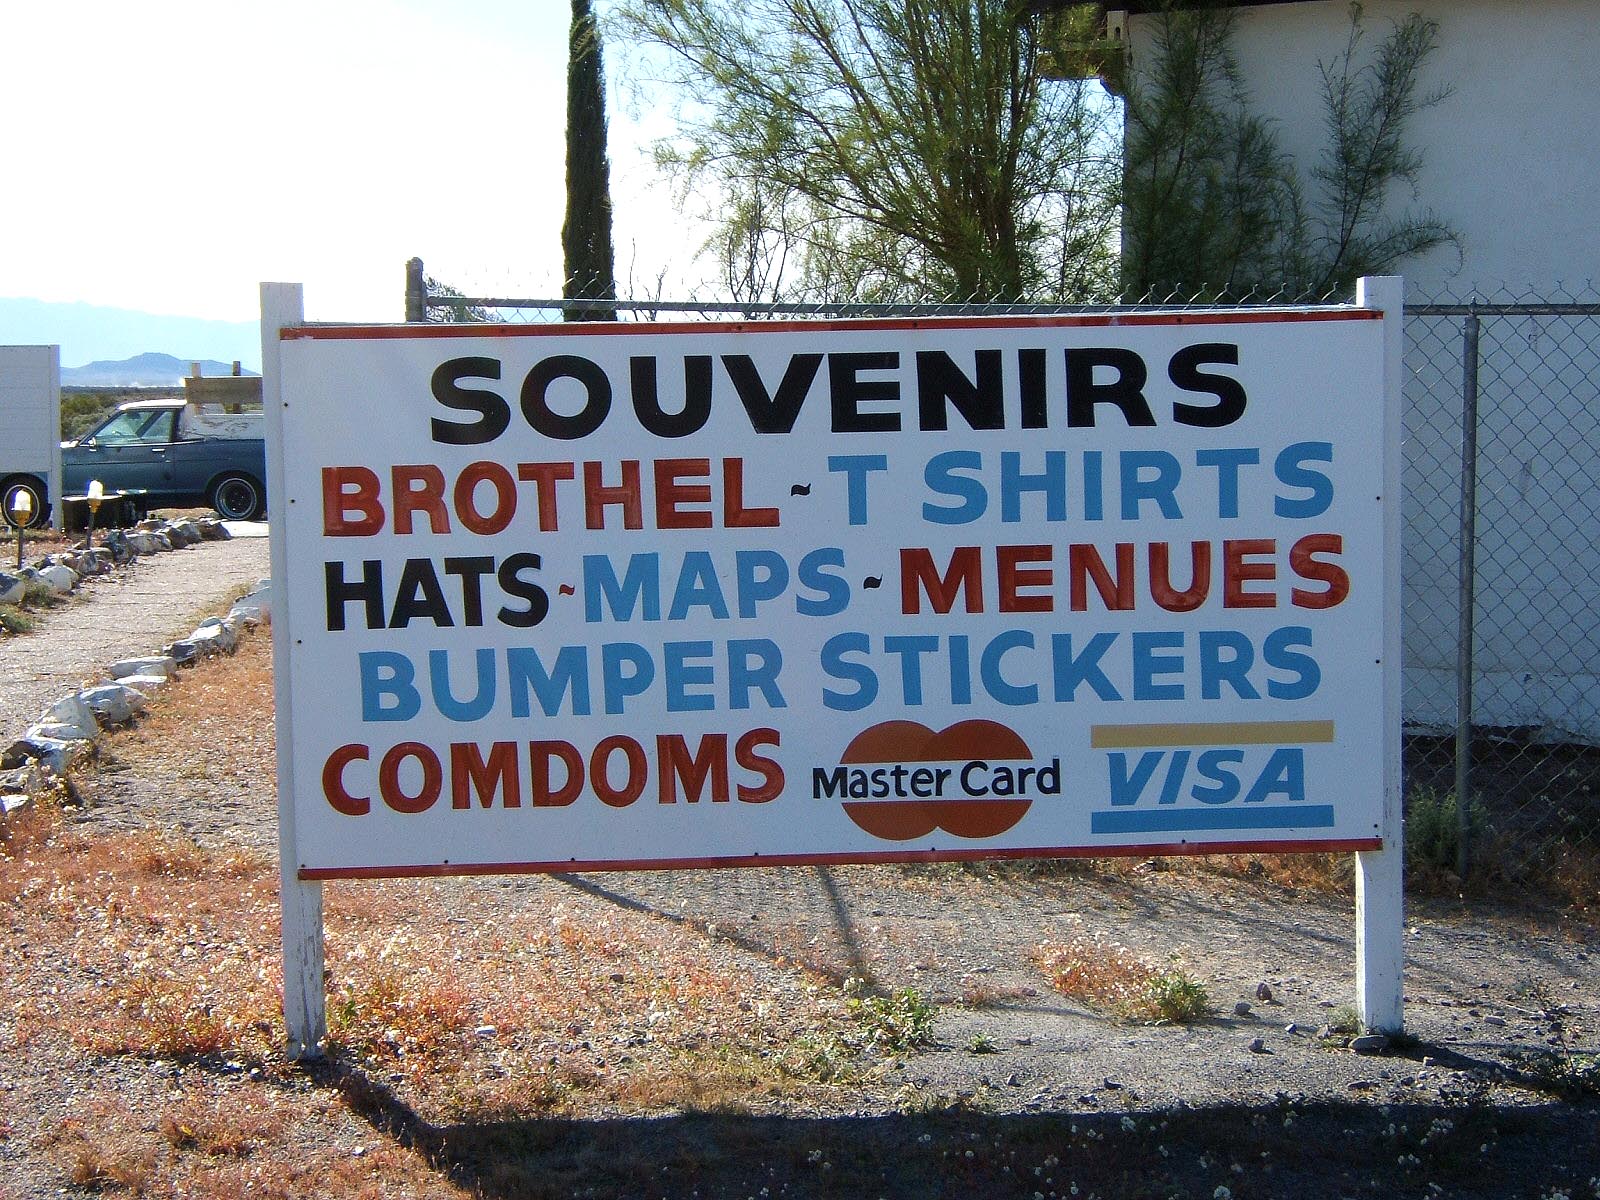 SOUVENIRS
BROTHEL ~ T SHIRTS
HATS ~ MAPS ~ MENUES
BUMPER STICKERS
COMDOMS MasterCard VISA